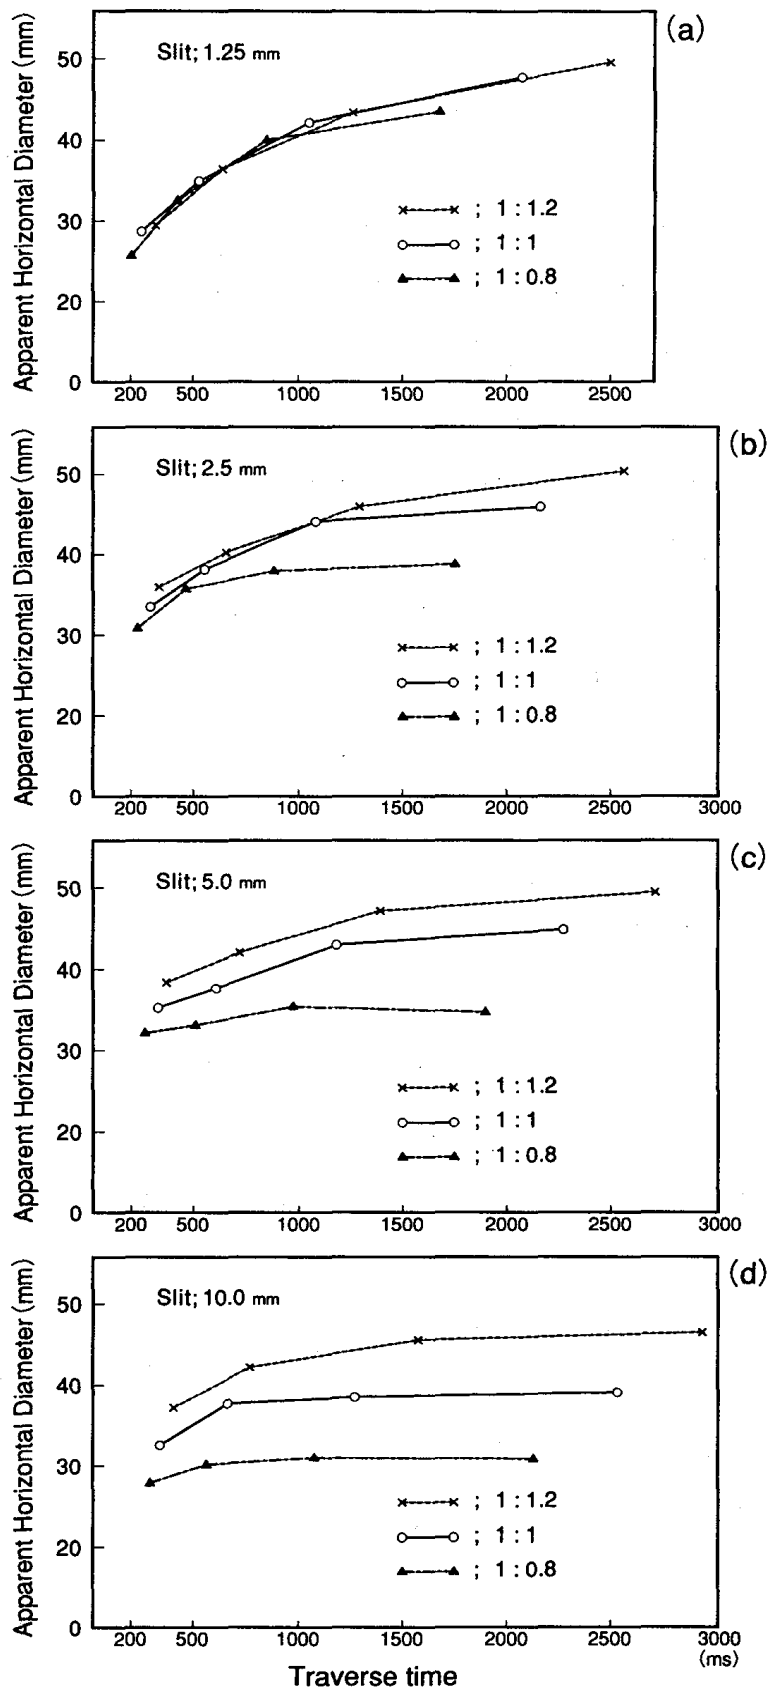 (a)
Slit; 1.25 mm
Apparent Horizontal Diameter (mm)
50
40
30
20
0
; 1 : 1.2
; 1 : 1
; 1 : 0.8
200 500 1000 1500 2000 2500
(b)
Slit; 2.5 mm
Apparent Horizontal Diameter (mm)
50
40
30
20
0
; 1 : 1.2
; 1 : 1
; 1 : 0.8
200 500 1000 1500 2000 2500 3000
(c)
Slit; 5.0 mm
Apparent Horizontal Diameter (mm)
50
40
30
20
0
; 1 : 1.2
; 1 : 1
; 1 : 0.8
200 500 1000 1500 2000 2500 3000
(d)
Slit; 10.0 mm
Apparent Horizontal Diameter (mm)
50
40
30
20
0
; 1 : 1.2
; 1 : 1
; 1 : 0.8
200 500 1000 1500 2000 2500 3000
(ms)
Traverse time